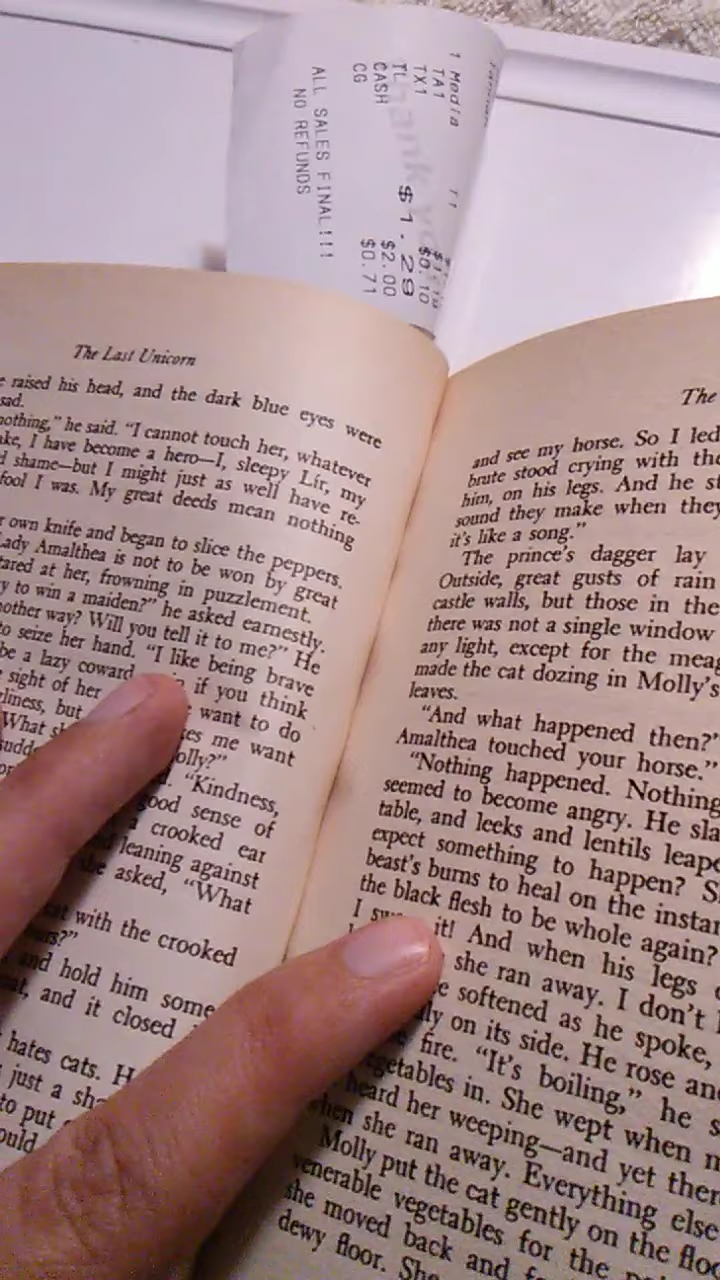 1 Media T1
TA1
TX1 $0.10
TL $1.29
CASH $2.00
CG $0.71
ALL SALES FINAL!!!
NO REFUNDS
Thank
The Last Unicorn
raised his head, and the dark blue eyes were
sad.
nothing," he said. "I cannot touch her, whatever
I have become a hero—I, sleepy Lír, my
shame—but I might just as well have re-
fool I was. My great deeds mean nothing
own knife and began to slice the peppers.
Lady Amalthea is not to be won by great
stared at her, frowning in puzzlement.
to win a maiden?" he asked earnestly.
another way? Will you tell it to me?" He
to seize her hand. "I like being brave
be a lazy coward if you think
sight of her want to do
but me want
What olly?"
"Kindness,
good sense of
a crooked ear
leaning against
she asked, "What
with the crooked
and hold him some
and it closed
hates cats.
just a
to put
The
and see my horse. So I led
brute stood crying with the
him, on his legs. And he
sound they make when they
it's like a song."
The prince's dagger lay
Outside, great gusts of rain
castle walls, but those in the
there was not a single window
any light, except for the
made the cat dozing in Molly's
leaves.
"And what happened then?"
Amalthea touched your horse."
"Nothing happened. Nothing
seemed to become angry. He
table, and leeks and lentils
expect something to happen?
beast's burns to heal on the
the black flesh to be whole again?
I it! And when his legs
she ran away. I don't
softened as he spoke,
on its side. He rose
fire. "It's boiling," he
vegetables in. She wept when
heard her weeping—and yet
when she ran away. Everything else
Molly put the cat gently on the
venerable vegetables for the
she moved back and
dewy floor. She